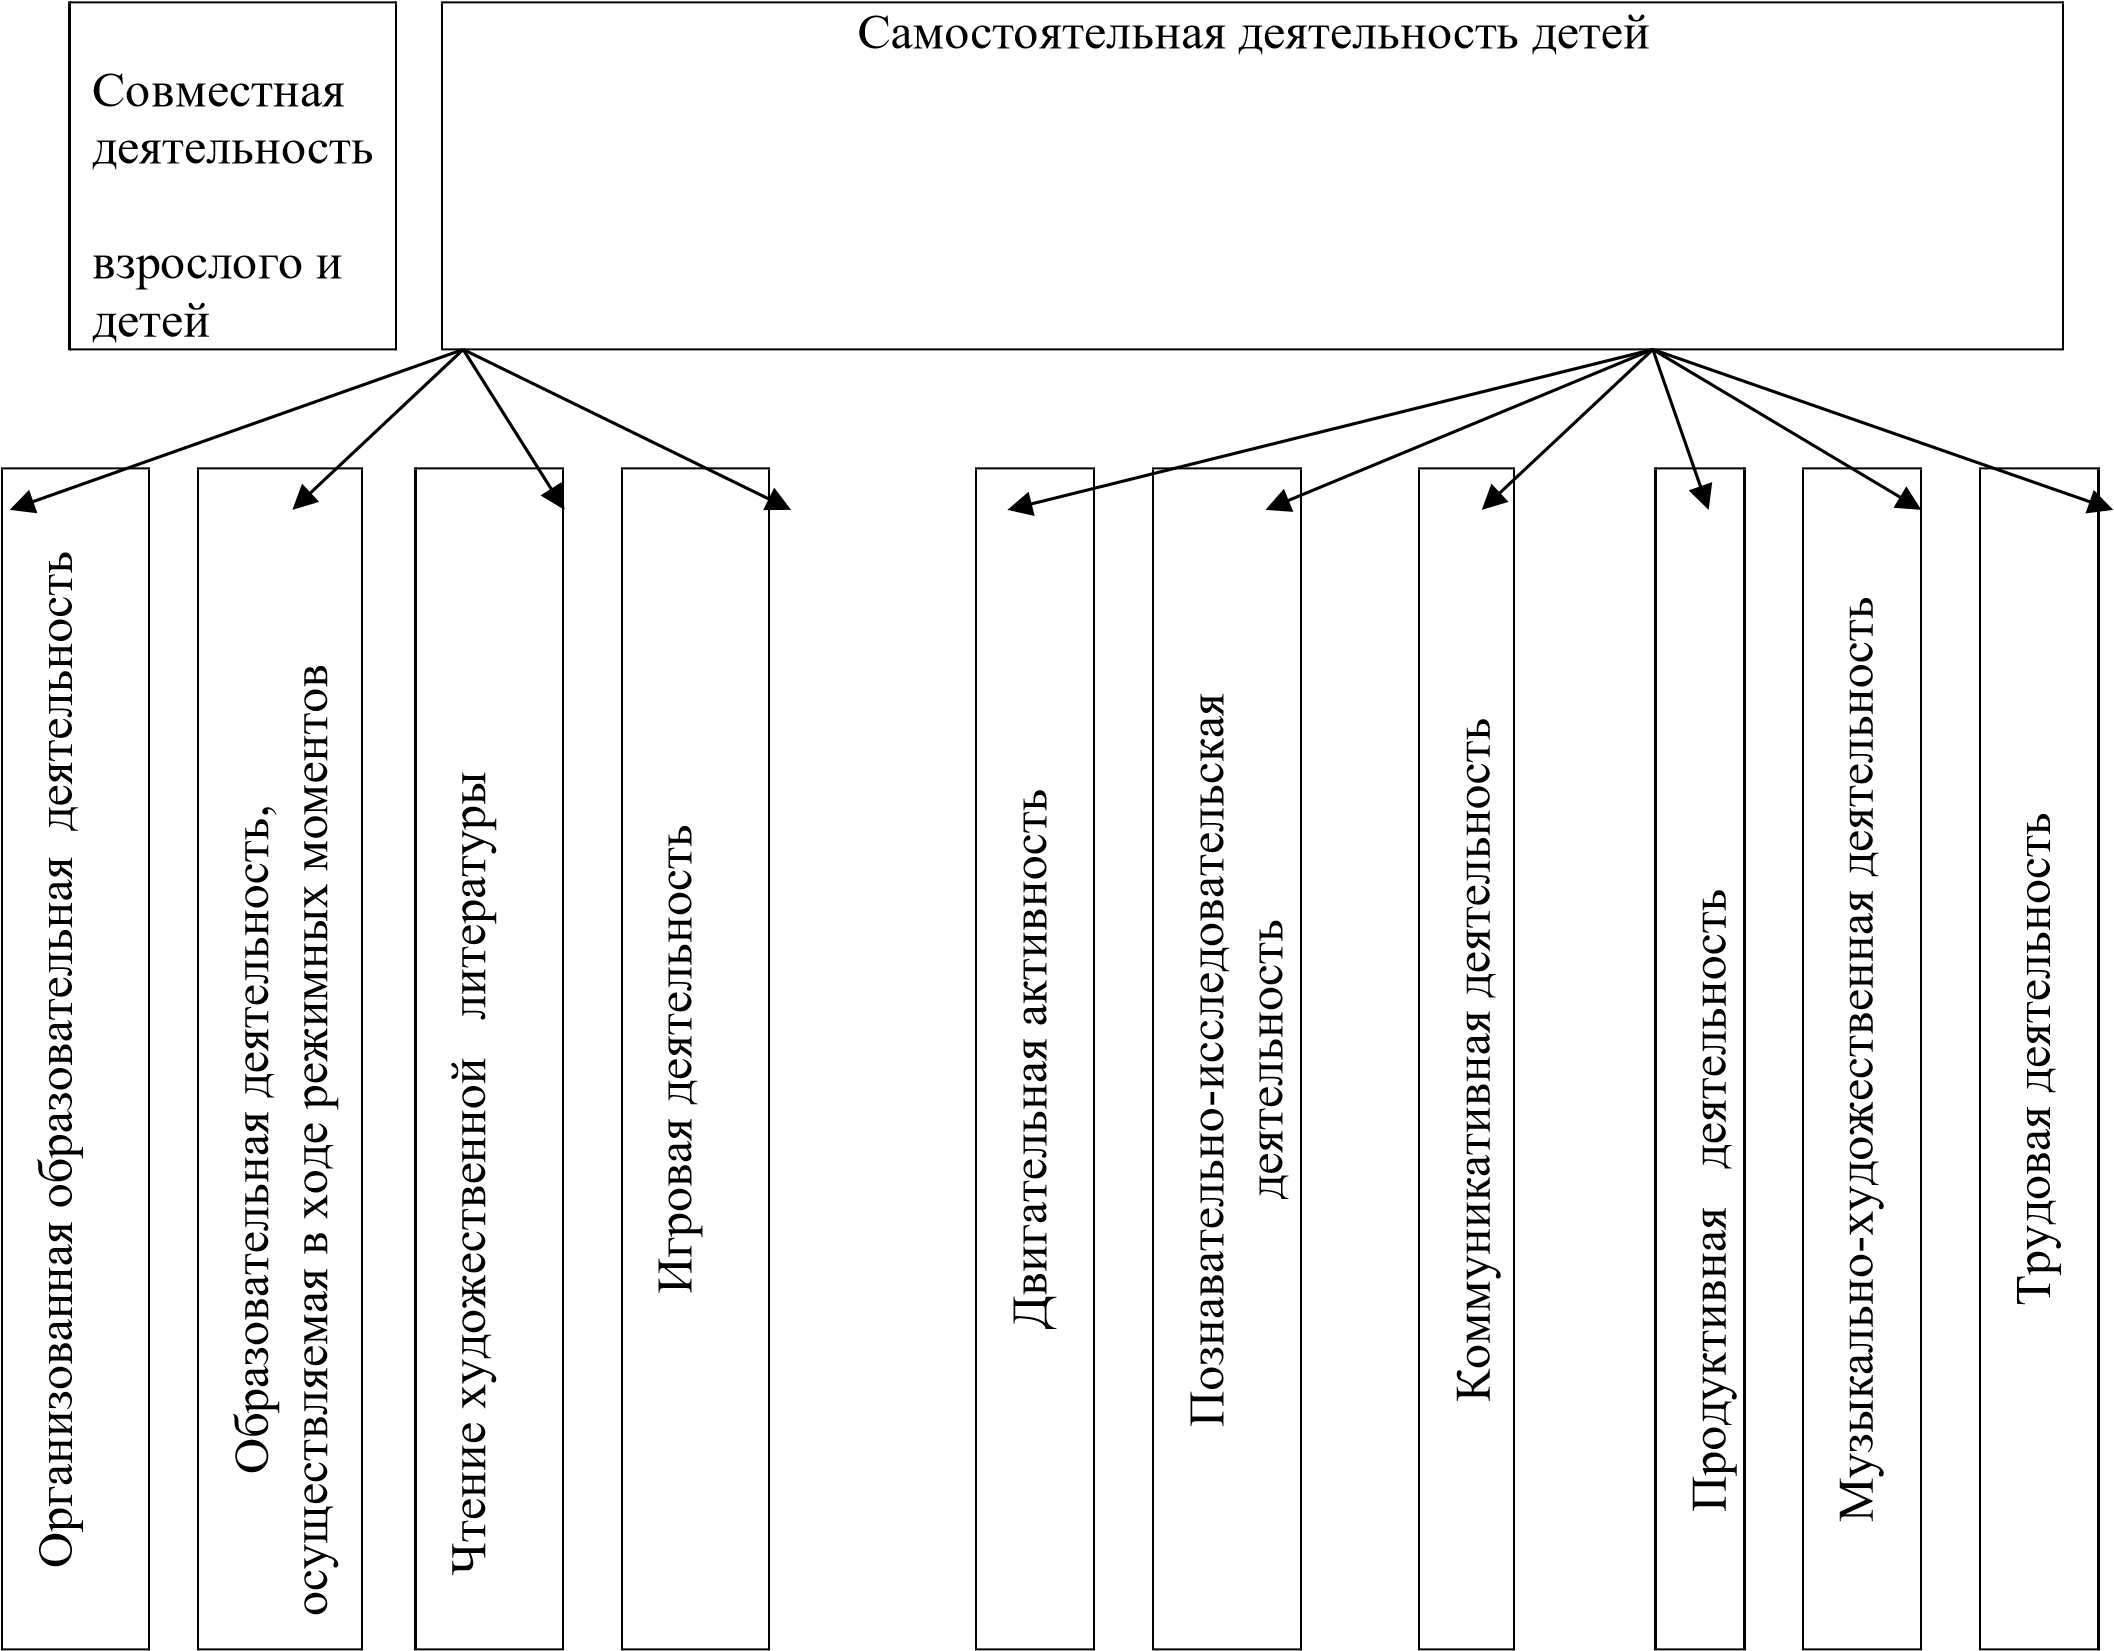 Совместная
деятельность
взрослого и
детей
Самостоятельная деятельность детей
Организованная образовательная деятельность
Образовательная деятельность,
осуществляемая в ходе режимных моментов
Чтение художественной литературы
Игровая деятельность
Двигательная активность
Познавательно-исследовательская
деятельность
Коммуникативная деятельность
Продуктивная деятельность
Музыкально-художественная деятельность
Трудовая деятельность